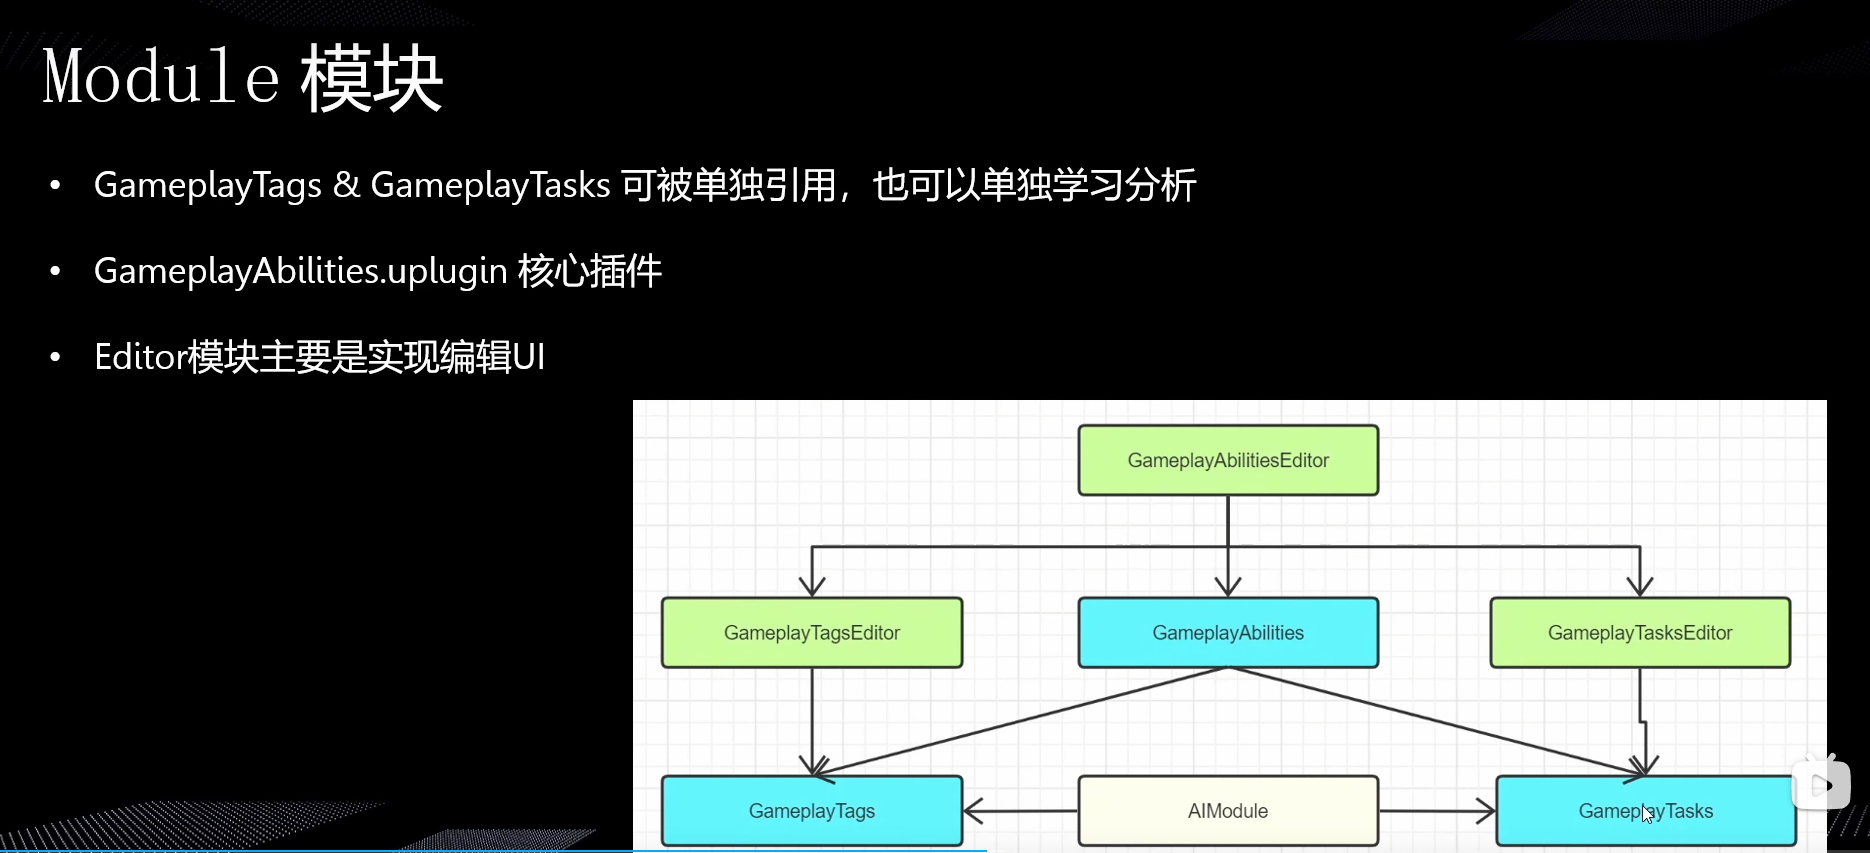 Module 模块
• GameplayTags & GameplayTasks 可被单独引用，也可以单独学习分析
• GameplayAbilities.uplugin 核心插件
• Editor模块主要是实现编辑UI
GameplayAbilitiesEditor
GameplayTagsEditor
GameplayAbilities
GameplayTasksEditor
GameplayTags
AIModule
GameplayTasks